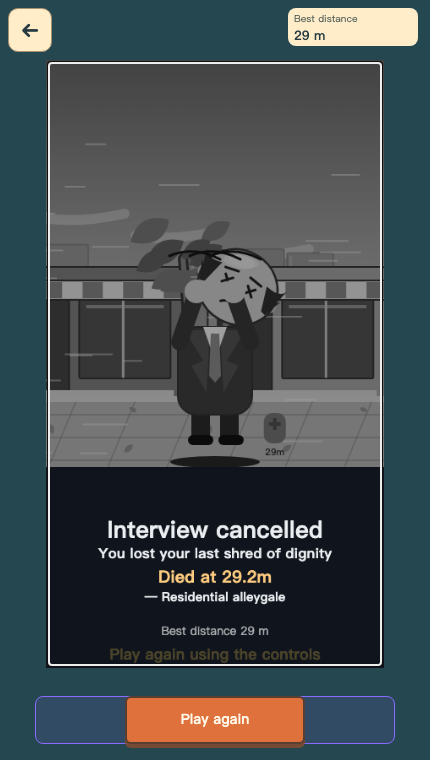 Best distance
29 m
29m
Interview cancelled
You lost your last shred of dignity
Died at 29.2m
— Residential alleygale
Best distance 29 m
Play again using the controls
Play again